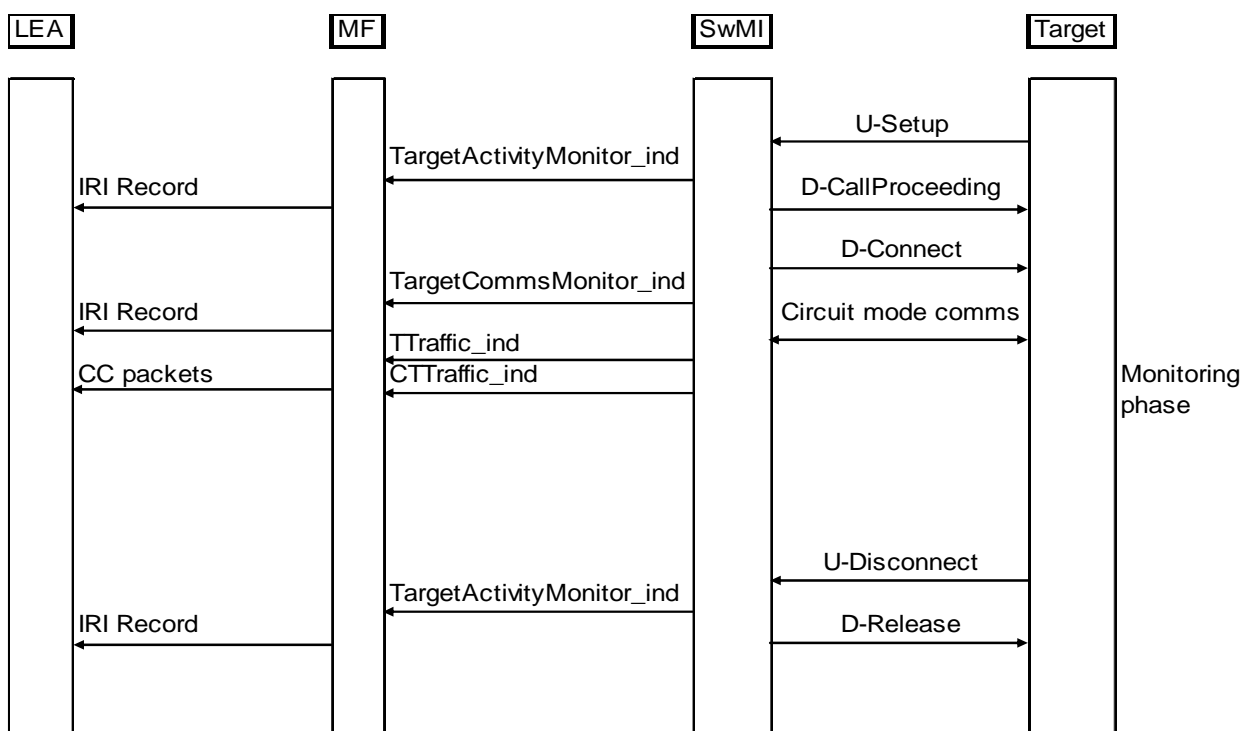 LEA
MF
SwMI
Target
U-Setup
TargetActivityMonitor_ind
IRI Record
D-CallProceeding
D-Connect
TargetCommsMonitor_ind
IRI Record
Circuit mode comms
TTraffic_ind
CC packets
CTTraffic_ind
Monitoring
phase
U-Disconnect
TargetActivityMonitor_ind
IRI Record
D-Release